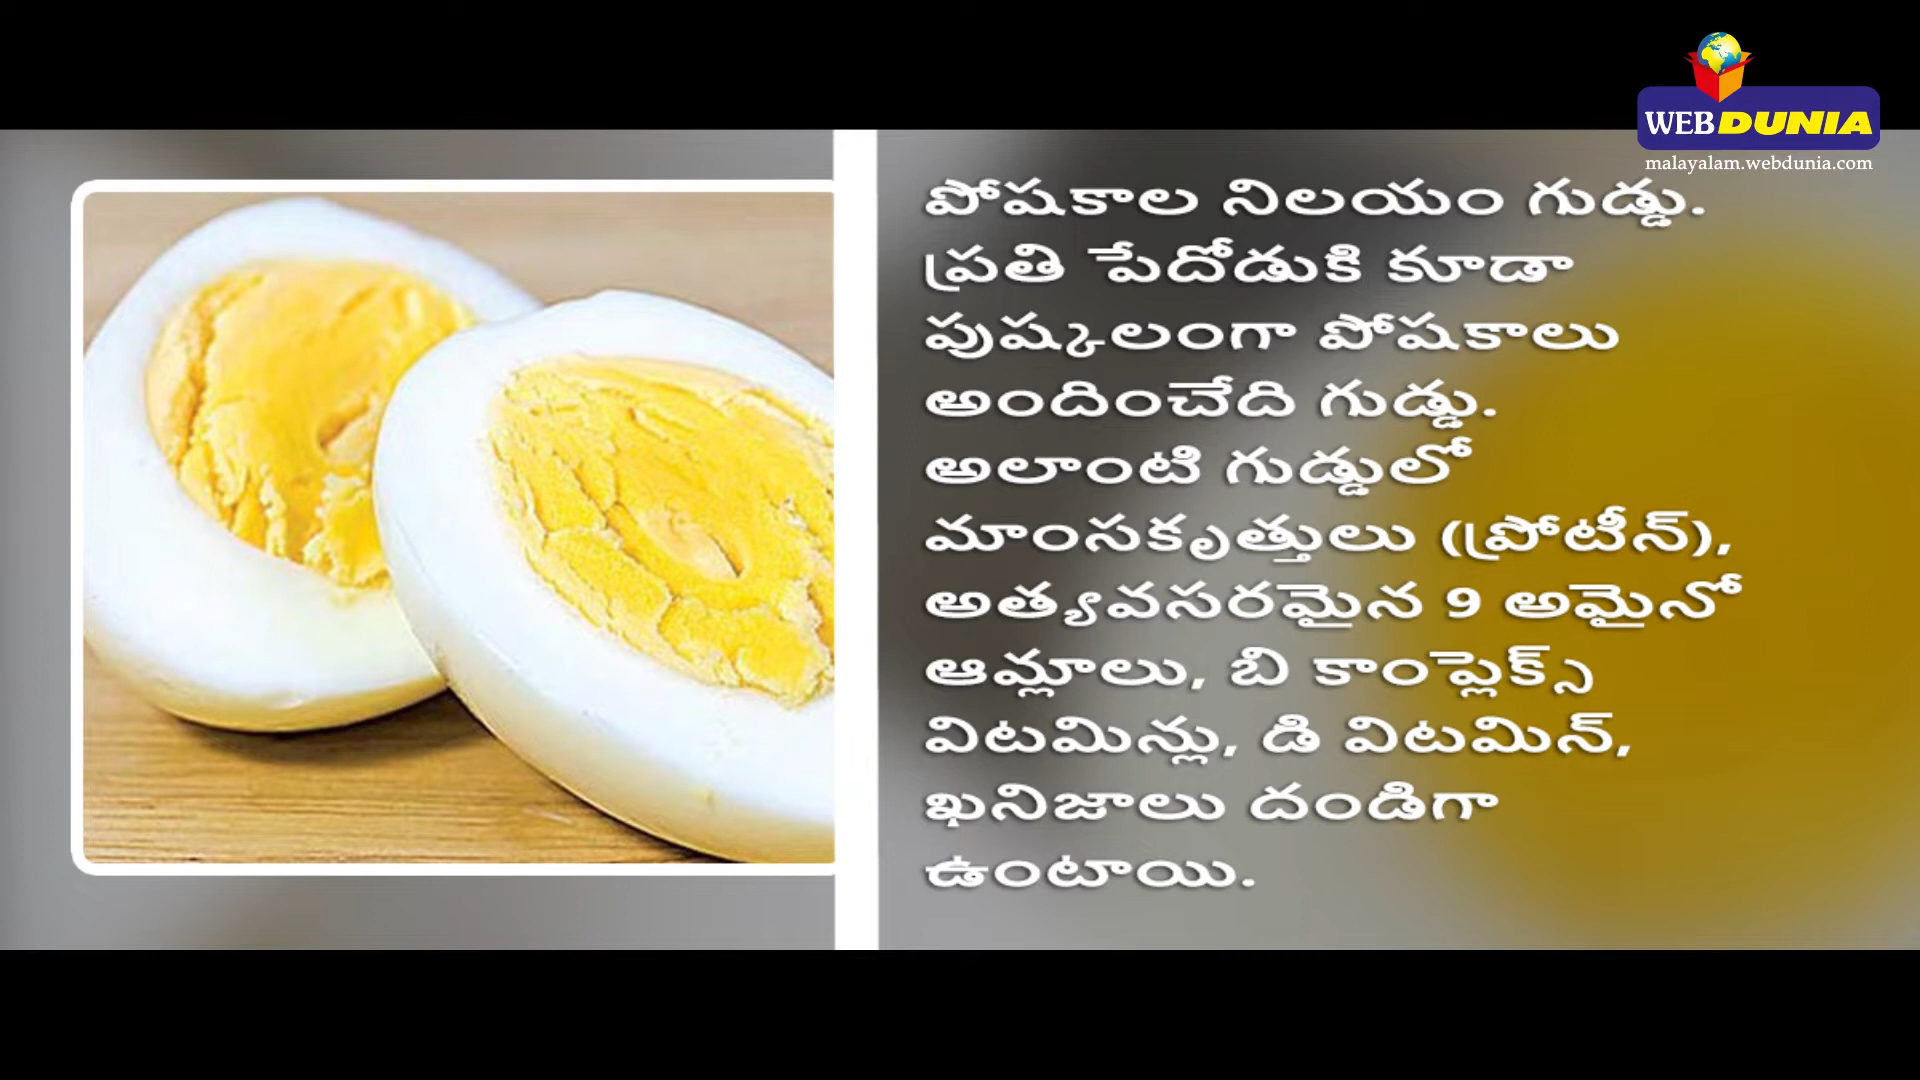 WEBDUNIA
malayalam.webdunia.com
పోషకాల నిలయం గుడ్డు.
ప్రతి పేదోడుకి కూడా
పుష్కలంగా పోషకాలు
అందించేది గుడ్డు.
అలాంటి గుడ్డులో
మాంసకృత్తులు (ప్రోటీన్),
అత్యవసరమైన 9 అమైనో
ఆమ్లాలు, బి కాంప్లెక్స్
విటమిన్లు, డి విటమిన్,
ఖనిజాలు దండిగా
ఉంటాయి.